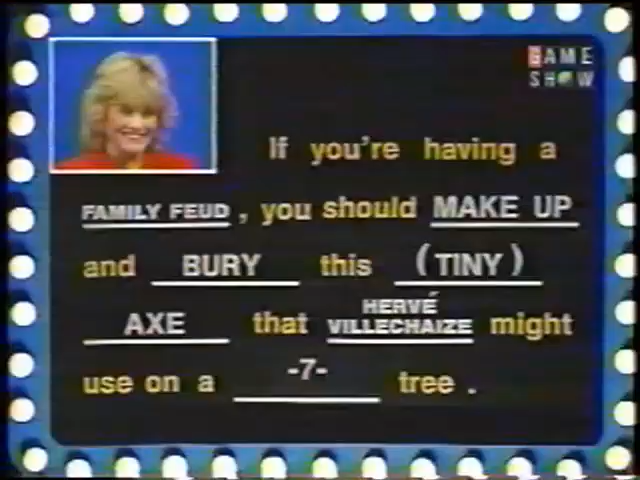 GAME
SHOW
If you're having a
FAMILY FEUD, you should MAKE UP
and BURY this (TINY)
AXE that HERVÉ VILLECHAIZE might
use on a -7- tree.